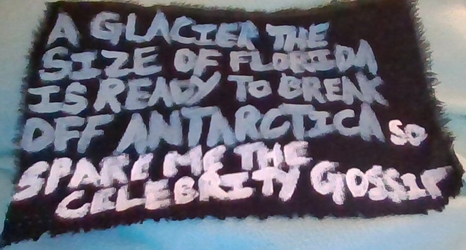 A GLACIER THE
SIZE OF FLORIDA
IS READY TO BREAK
OFF ANTARCTICA SO
SPARE ME THE
CELEBRITY GOSSIP